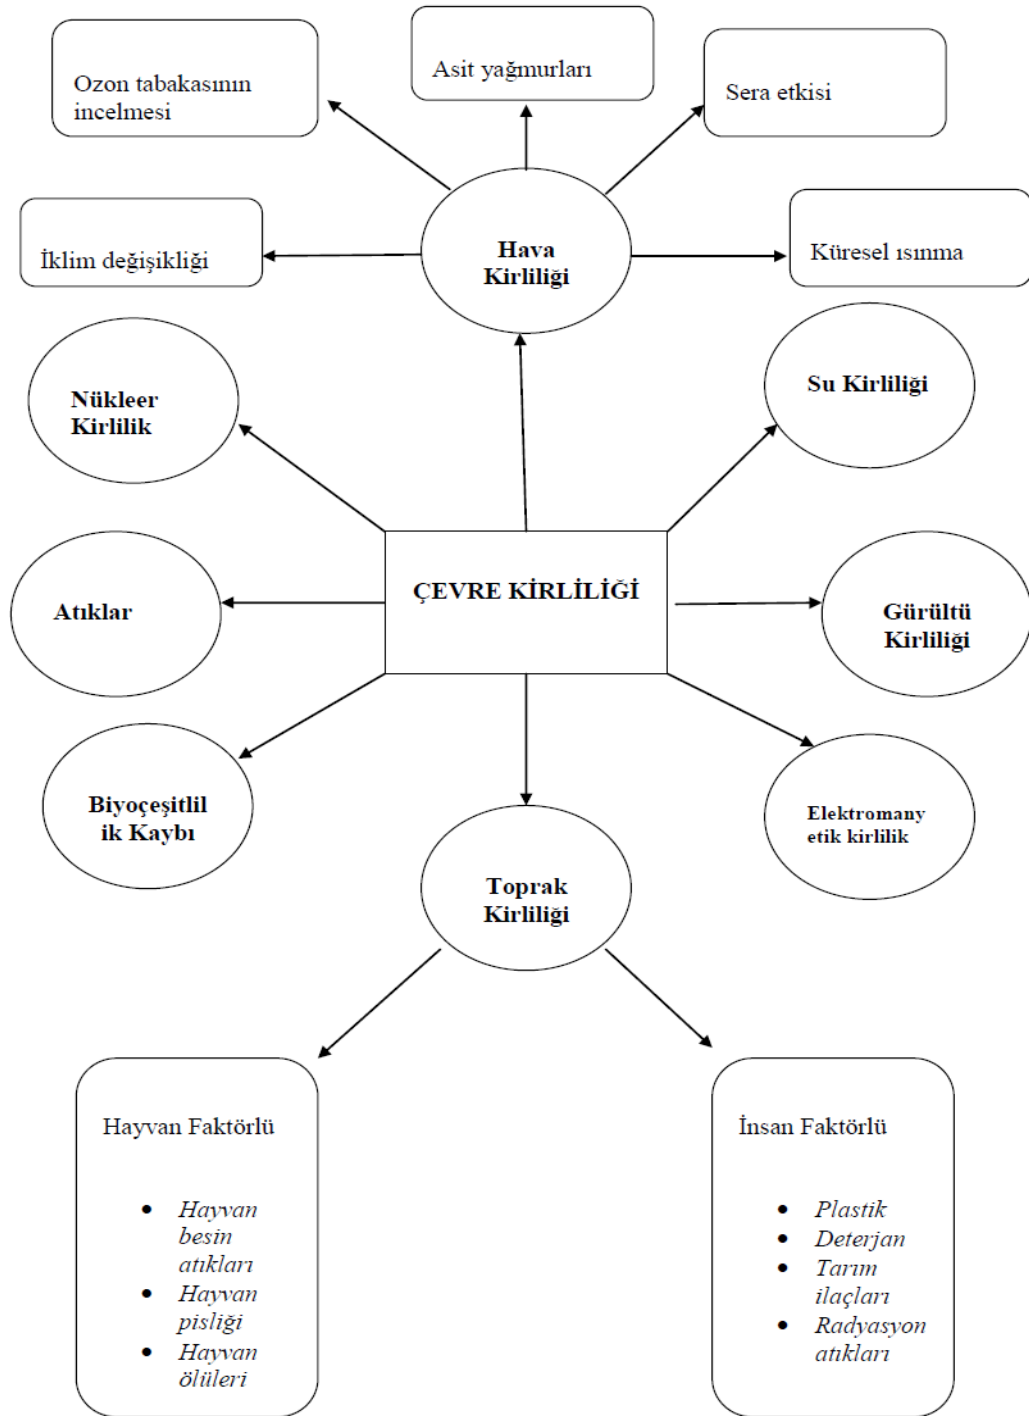 Ozon tabakasının
incelmesi
Asit yağmurları
Sera etkisi
İklim değişikliği
Hava
Kirliliği
Küresel ısınma
Nükleer
Kirlilik
Su Kirliliği
Atıklar
ÇEVRE KİRLİLİĞİ
Gürültü
Kirliliği
Biyoçeşitlil
ik Kaybı
Toprak
Kirliliği
Elektromany
etik kirlilik
Hayvan Faktörlü
• Hayvan
besin
atıkları
• Hayvan
pisliği
• Hayvan
ölüleri
İnsan Faktörlü
• Plastik
• Deterjan
• Tarım
ilaçları
• Radyasyon
atıkları